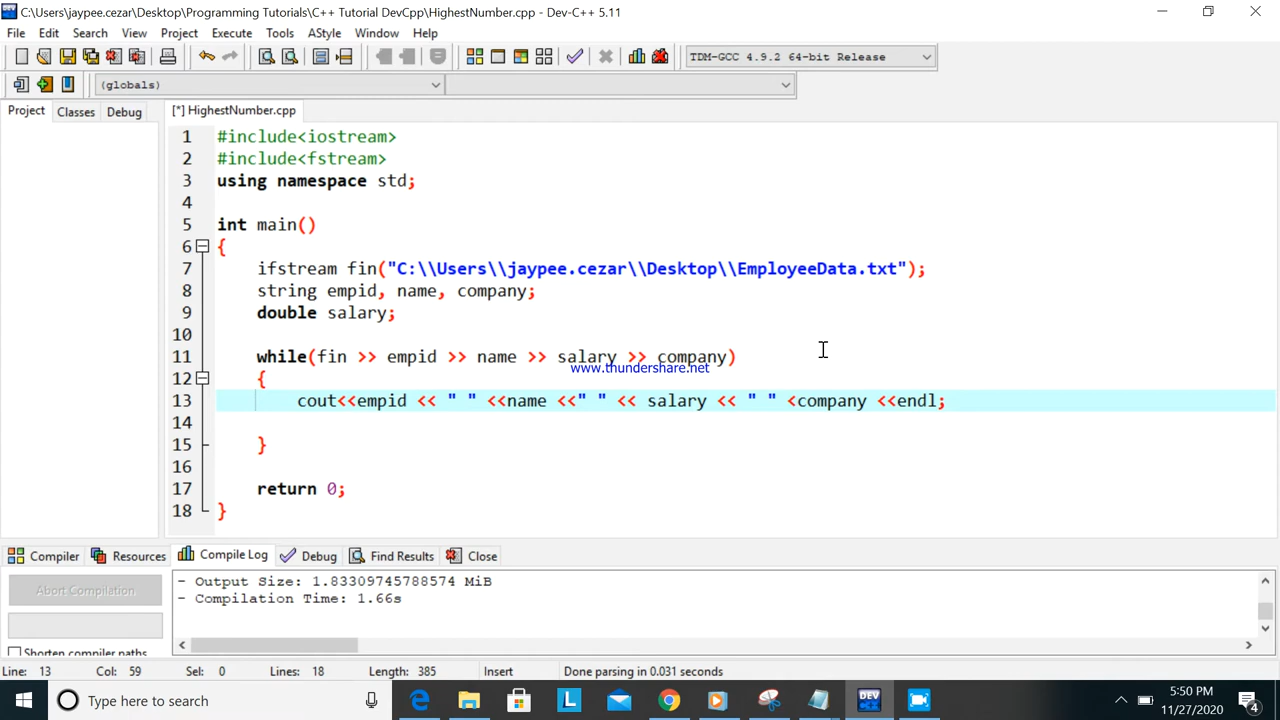 C:\Users\jaypee.cezar\Desktop\Programming Tutorials\C++ Tutorial DevCpp\HighestNumber.cpp - Dev-C++ 5.11
File Edit Search View Project Execute Tools AStyle Window Help
TDM-GCC 4.9.2 64-bit Release
(globals)
Project Classes Debug [*] HighestNumber.cpp
1 #include<iostream>
2 #include<fstream>
3 using namespace std;
4
5 int main()
6 {
7 ifstream fin("C:\\Users\\jaypee.cezar\\Desktop\\EmployeeData.txt");
8 string empid, name, company;
9 double salary;
10
11 while(fin >> empid >> name >> salary >> company)
www.thundershare.net
12 {
13 cout<<empid << " " <<name <<" " << salary << " " <company <<endl;
14
15 }
16
17 return 0;
18 }
Compiler Resources Compile Log Debug Find Results Close
Abort Compilation
- Output Size: 1.83309745788574 MiB
- Compilation Time: 1.66s
Shorten compiler paths
Line: 13 Col: 59 Sel: 0 Lines: 18 Length: 385 Insert Done parsing in 0.031 seconds
Type here to search
DEV
5:50 PM
11/27/2020
4